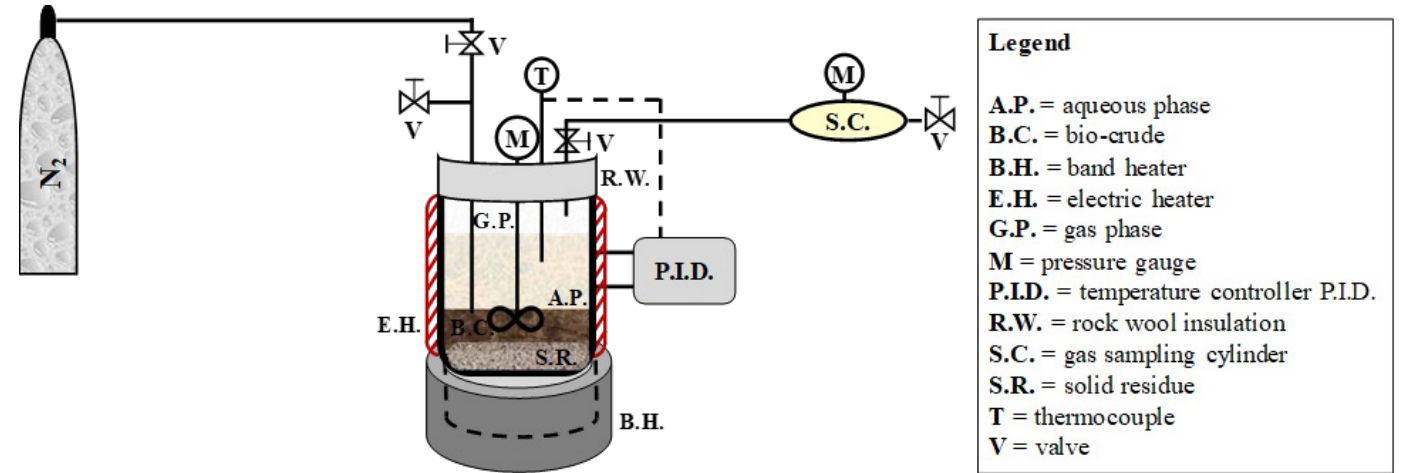 N2
V
V
T
M
V
M
S.C.
V
R.W.
G.P.
P.I.D.
A.P.
E.H.
B.C.
S.R.
B.H.
Legend
A.P. = aqueous phase
B.C. = bio-crude
B.H. = band heater
E.H. = electric heater
G.P. = gas phase
M = pressure gauge
P.I.D. = temperature controller P.I.D.
R.W. = rock wool insulation
S.C. = gas sampling cylinder
S.R. = solid residue
T = thermocouple
V = valve